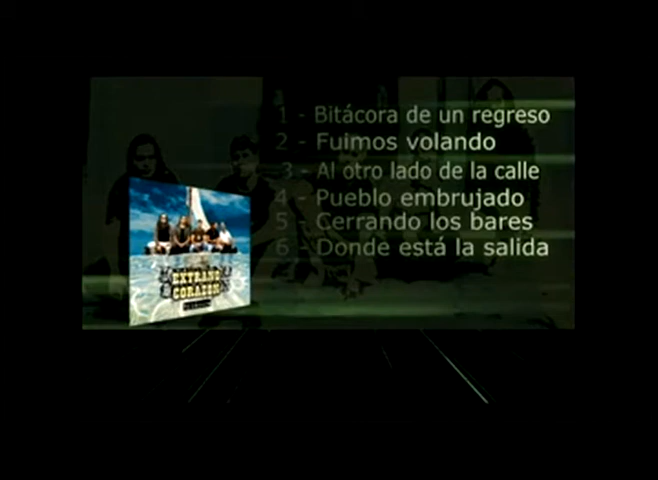 1 - Bitácora de un regreso
2 - Fuimos volando
3 - Al otro lado de la calle
4 - Pueblo embrujado
5 - Cerrando los bares
6 - Donde está la salida
EXTRAÑO
CORAZON